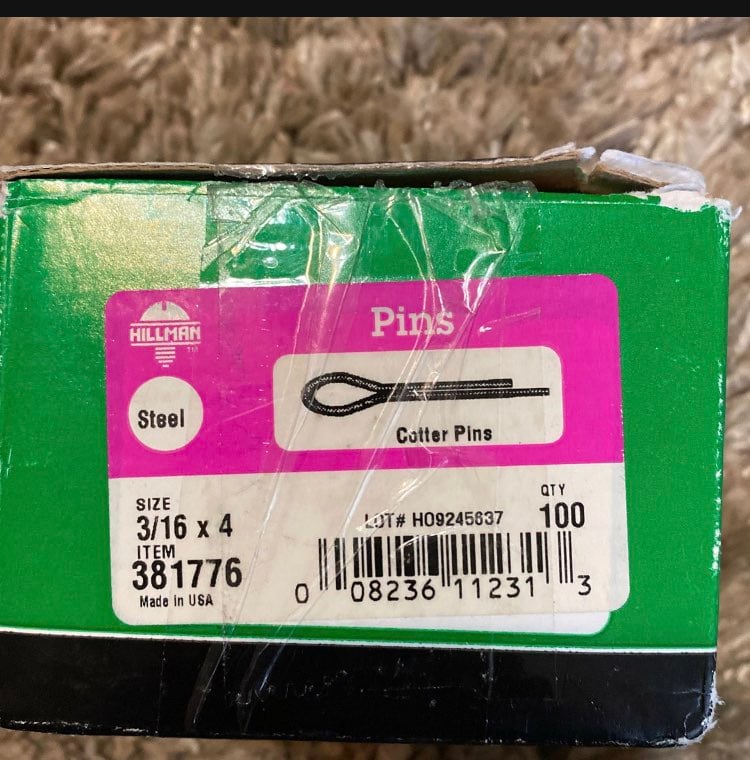 HILLMAN
TM
Pins
Steel
Cotter Pins
SIZE
3/16 x 4
ITEM
381776
Made in USA
LOT# H09245637
QTY
100
0 08236 11231 3